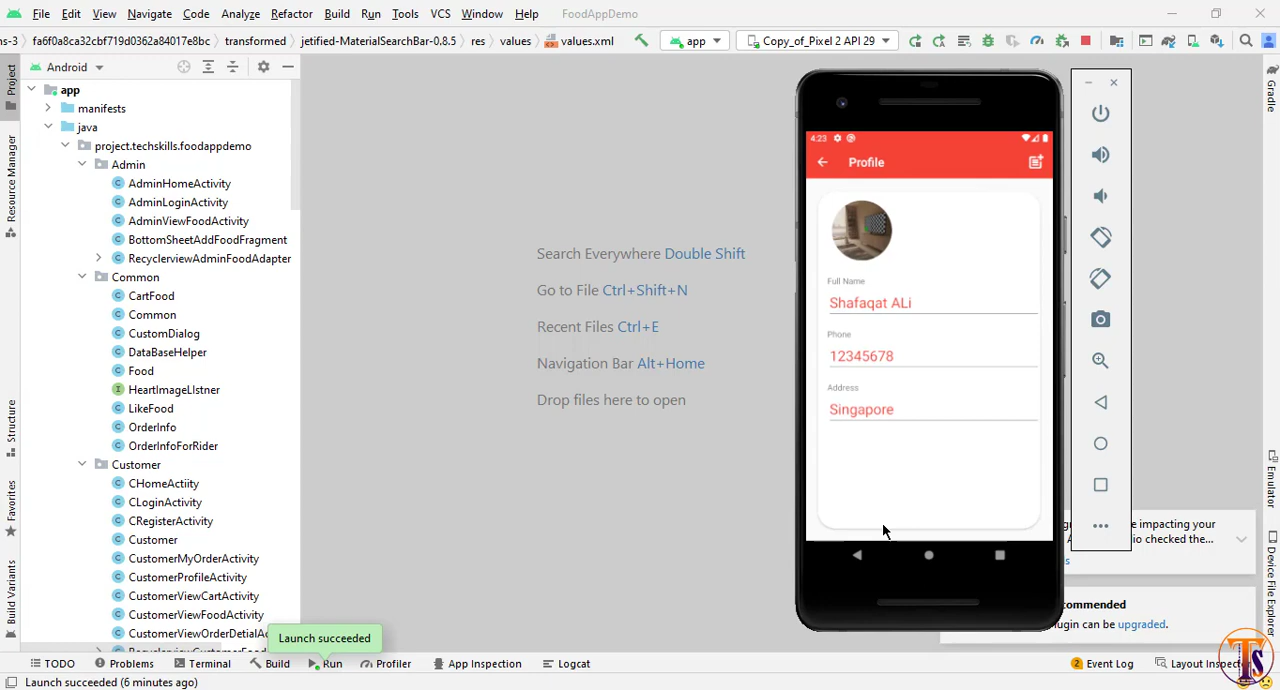 File Edit View Navigate Code Analyze Refactor Build Run Tools VCS Window Help FoodAppDemo
ns-3 fa6f0a8ca32cbf719d0362a84017e8bc transformed jetified-MaterialSearchBar-0.8.5 res values values.xml app Copy_of_Pixel 2 API 29
Android
Project
Resource Manager
Structure
Favorites
Build Variants
app
manifests
java
project.techskills.foodappdemo
Admin
AdminHomeActivity
AdminLoginActivity
AdminViewFoodActivity
BottomSheetAddFoodFragment
RecyclerviewAdminFoodAdapter
Common
CartFood
Common
CustomDialog
DataBaseHelper
Food
HeartImageLIstner
LikeFood
OrderInfo
OrderInfoForRider
Customer
CHomeActiity
CLoginActivity
CRegisterActivity
Customer
CustomerMyOrderActivity
CustomerProfileActivity
CustomerViewCartActivity
CustomerViewFoodActivity
CustomerViewOrderDetialAc
Search Everywhere Double Shift
Go to File Ctrl+Shift+N
Recent Files Ctrl+E
Navigation Bar Alt+Home
Drop files here to open
4:23
Profile
Full Name
Shafaqat ALi
Phone
12345678
Address
Singapore
Gradle
Emulator
Device File Explorer
e impacting your
o checked the...
commended
lugin can be upgraded.
Launch succeeded
TODO Problems Terminal Build Run Profiler App Inspection Logcat 2 Event Log Layout Inspec
Launch succeeded (6 minutes ago)
TS